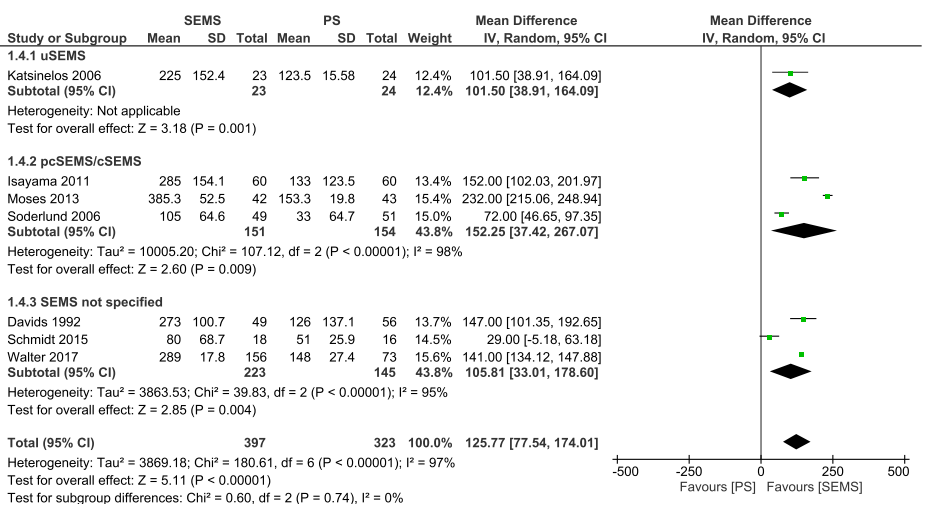 SEMS PS Mean Difference Mean Difference
Study or Subgroup Mean SD Total Mean SD Total Weight IV, Random, 95% CI IV, Random, 95% CI
1.4.1 uSEMS
Katsinelos 2006 225 152.4 23 123.5 15.58 24 12.4% 101.50 [38.91, 164.09]
Subtotal (95% CI) 23 24 12.4% 101.50 [38.91, 164.09]
Heterogeneity: Not applicable
Test for overall effect: Z = 3.18 (P = 0.001)
1.4.2 pcSEMS/cSEMS
Isayama 2011 285 154.1 60 133 123.5 60 13.4% 152.00 [102.03, 201.97]
Moses 2013 385.3 52.5 42 153.3 19.8 43 15.4% 232.00 [215.06, 248.94]
Soderlund 2006 105 64.6 49 33 64.7 51 15.0% 72.00 [46.65, 97.35]
Subtotal (95% CI) 151 154 43.8% 152.25 [37.42, 267.07]
Heterogeneity: Tau² = 10005.20; Chi² = 107.12, df = 2 (P < 0.00001); I² = 98%
Test for overall effect: Z = 2.60 (P = 0.009)
1.4.3 SEMS not specified
Davids 1992 273 100.7 49 126 137.1 56 13.7% 147.00 [101.35, 192.65]
Schmidt 2015 80 68.7 18 51 25.9 16 14.5% 29.00 [-5.18, 63.18]
Walter 2017 289 17.8 156 148 27.4 73 15.6% 141.00 [134.12, 147.88]
Subtotal (95% CI) 223 145 43.8% 105.81 [33.01, 178.60]
Heterogeneity: Tau² = 3863.53; Chi² = 39.83, df = 2 (P < 0.00001); I² = 95%
Test for overall effect: Z = 2.85 (P = 0.004)
Total (95% CI) 397 323 100.0% 125.77 [77.54, 174.01]
Heterogeneity: Tau² = 3869.18; Chi² = 180.61, df = 6 (P < 0.00001); I² = 97%
Test for overall effect: Z = 5.11 (P < 0.00001)
Test for subgroup differences: Chi² = 0.60, df = 2 (P = 0.74), I² = 0%
-500 -250 0 250 500
Favours [PS] Favours [SEMS]